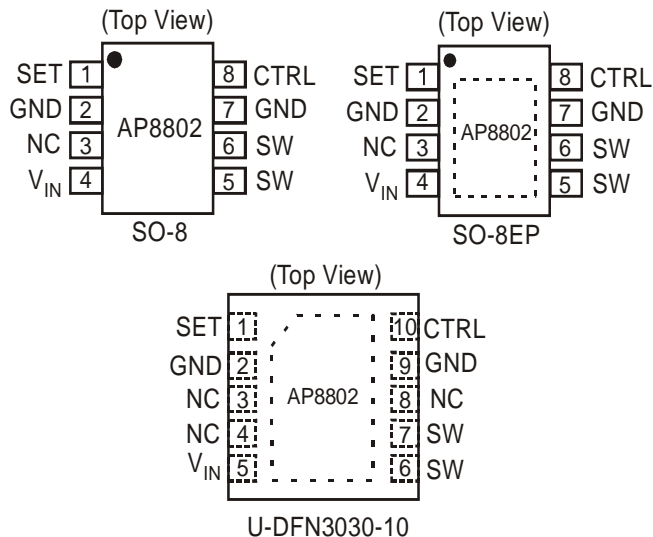 (Top View)
SET 1 8 CTRL
GND 2 7 GND
NC 3 6 SW
VIN 4 5 SW
AP8802
SO-8
(Top View)
SET 1 8 CTRL
GND 2 7 GND
NC 3 6 SW
VIN 4 5 SW
AP8802
SO-8EP
(Top View)
SET 1 10 CTRL
GND 2 9 GND
NC 3 8 NC
NC 4 7 SW
VIN 5 6 SW
AP8802
U-DFN3030-10